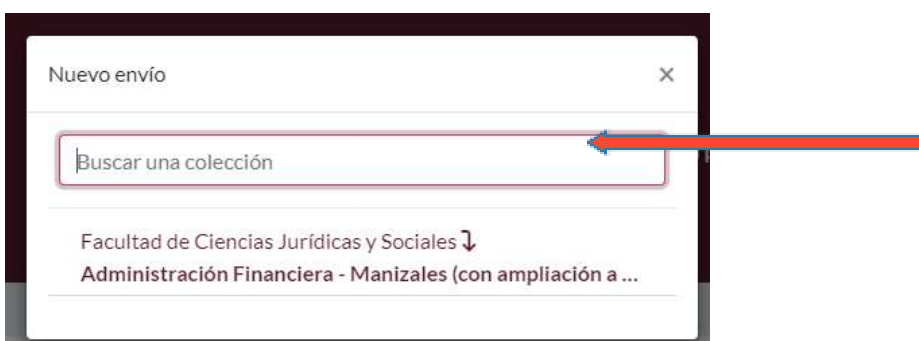 Nuevo envío
Buscar una colección
Facultad de Ciencias Jurídicas y Sociales
Administración Financiera - Manizales (con ampliación a ...